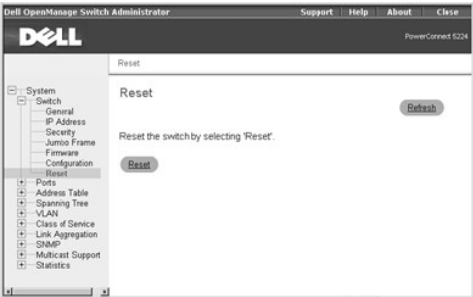 Dell OpenManage Switch Administrator Support Help About Close
DELL
PowerConnect 5224
Reset
System
Switch
General
IP Address
Security
Jumbo Frame
Firmware
Configuration
Reset
Ports
Address Table
Spanning Tree
VLAN
Class of Service
Link Aggregation
SNMP
Multicast Support
Statistics
Reset
Refresh
Reset the switch by selecting 'Reset'.
Reset